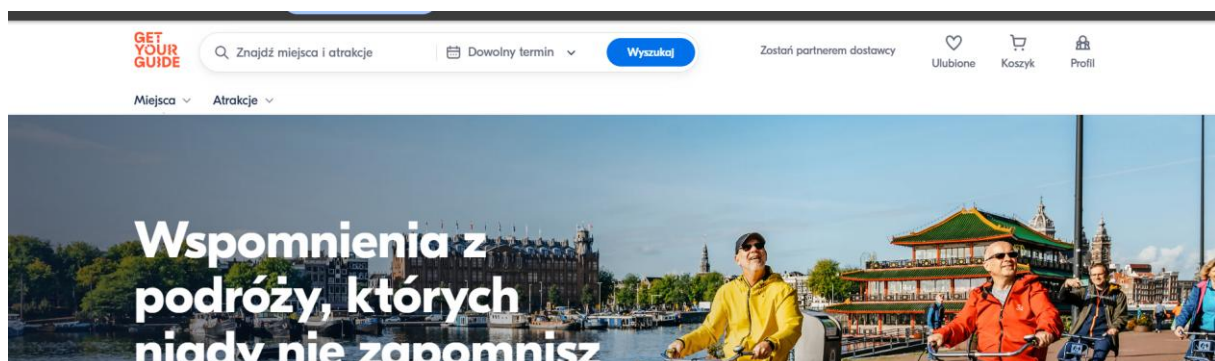 GET
YOUR
GUIDE
Znajdź miejsca i atrakcje
Dowolny termin
Wyszukaj
Zostań partnerem dostawcy
Ulubione
Koszyk
Profil
Miejsca
Atrakcje
Wspomnienia z
podróży, których
nigdy nie zapomnisz